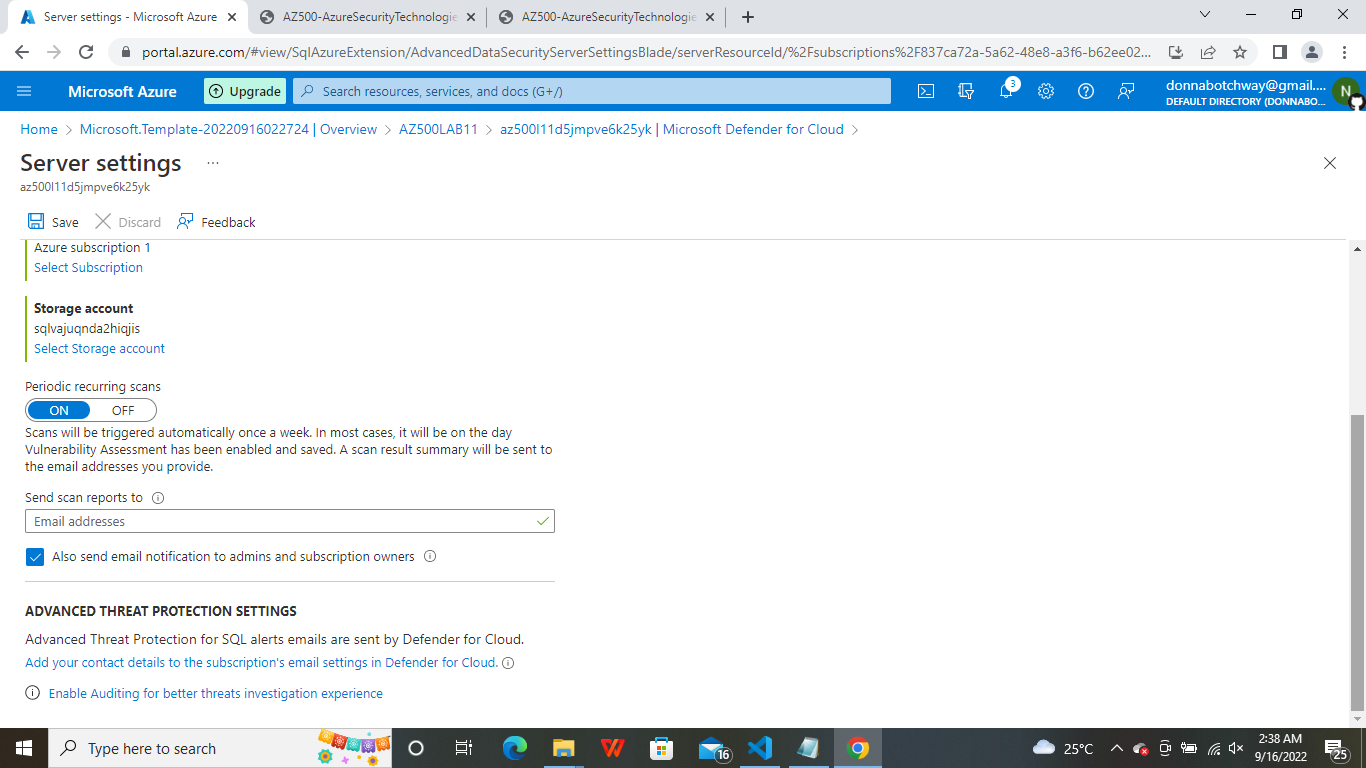 Server settings - Microsoft Azure
AZ500-AzureSecurityTechnologie
AZ500-AzureSecurityTechnologie
portal.azure.com/#view/SqlAzureExtension/AdvancedDataSecurityServerSettingsBlade/serverResourceId/%2Fsubscriptions%2F837ca72a-5a62-48e8-a3f6-b62ee02...
Microsoft Azure
Upgrade
Search resources, services, and docs (G+/)
3
donnabotchway@gmail....
DEFAULT DIRECTORY (DONNABO...
N
Home > Microsoft.Template-20220916022724 | Overview > AZ500LAB11 > az500l11d5jmpve6k25yk | Microsoft Defender for Cloud >
Server settings ...
az500l11d5jmpve6k25yk
Save Discard Feedback
Azure subscription 1
Select Subscription
Storage account
sqlvajuqnda2hiqjis
Select Storage account
Periodic recurring scans
ON OFF
Scans will be triggered automatically once a week. In most cases, it will be on the day
Vulnerability Assessment has been enabled and saved. A scan result summary will be sent to
the email addresses you provide.
Send scan reports to
Email addresses
Also send email notification to admins and subscription owners
ADVANCED THREAT PROTECTION SETTINGS
Advanced Threat Protection for SQL alerts emails are sent by Defender for Cloud.
Add your contact details to the subscription's email settings in Defender for Cloud.
Enable Auditing for better threats investigation experience
Type here to search
16
25°C
2:38 AM
9/16/2022
25